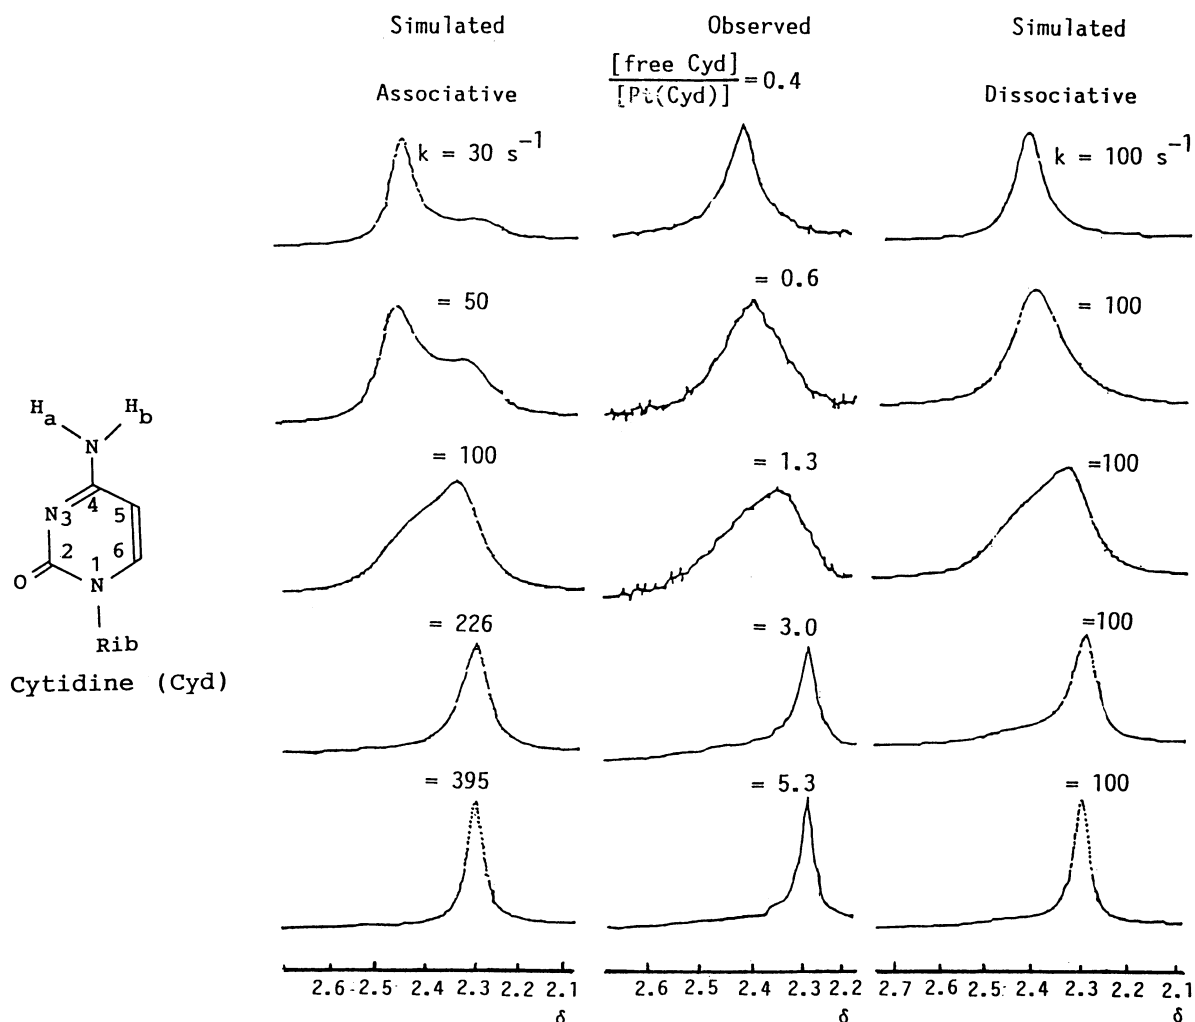 Simulated Observed Simulated
[free Cyd]
[Pt(Cyd)] = 0.4
Associative Dissociative
k = 30 s-1 k = 100 s-1
= 50 = 0.6 = 100
Ha Hb
N
= 100 = 1.3 =100
N3 4 5
2 1 6
O N
Rib
= 226 = 3.0 =100
Cytidine (Cyd)
= 395 = 5.3 = 100
2.6 2.5 2.4 2.3 2.2 2.1 2.6 2.5 2.4 2.3 2.2 2.7 2.6 2.5 2.4 2.3 2.2 2.1
δ δ δ